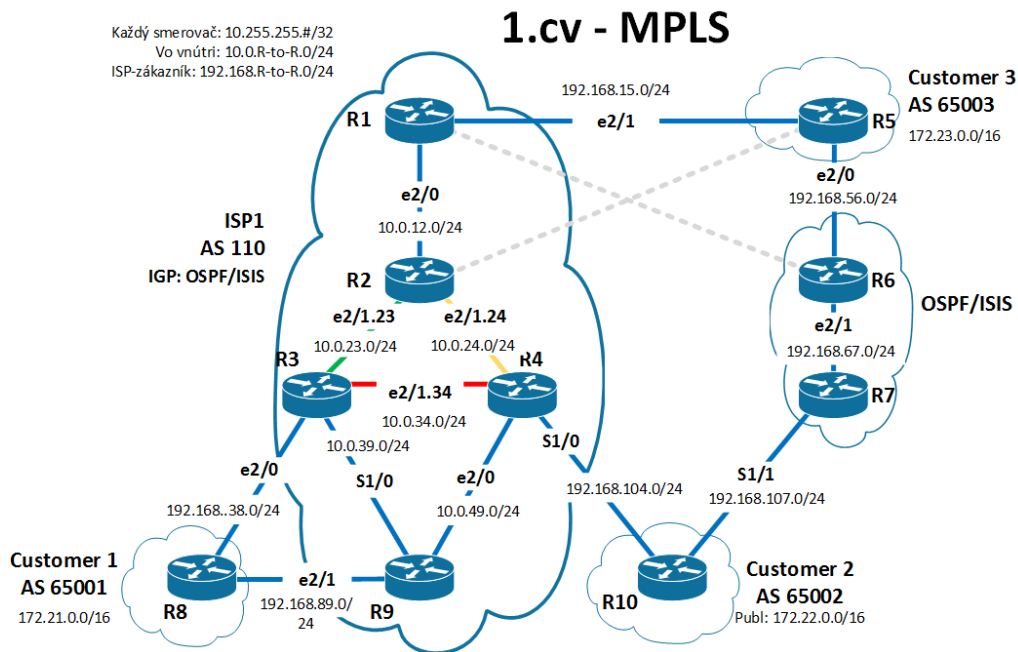 1.cv - MPLS
Každý smerovač: 10.255.255.#/32
Vo vnútri: 10.0.R-to-R.0/24
ISP-zákazník: 192.168.R-to-R.0/24
R1
192.168.15.0/24
e2/1
Customer 3
AS 65003
R5
172.23.0.0/16
e2/0
10.0.12.0/24
e2/0
192.168.56.0/24
ISP1
AS 110
IGP: OSPF/ISIS
R2
R6
OSPF/ISIS
e2/1.23
10.0.23.0/24
e2/1.24
10.0.24.0/24
e2/1
192.168.67.0/24
R3
R4
e2/1.34
10.0.34.0/24
R7
10.0.39.0/24
S1/0
e2/0
192.168.38.0/24
S1/0
e2/0
10.0.49.0/24
192.168.104.0/24
S1/1
192.168.107.0/24
Customer 1
AS 65001
172.21.0.0/16
R8
e2/1
192.168.89.0/
24
R9
R10
Customer 2
AS 65002
Publ: 172.22.0.0/16